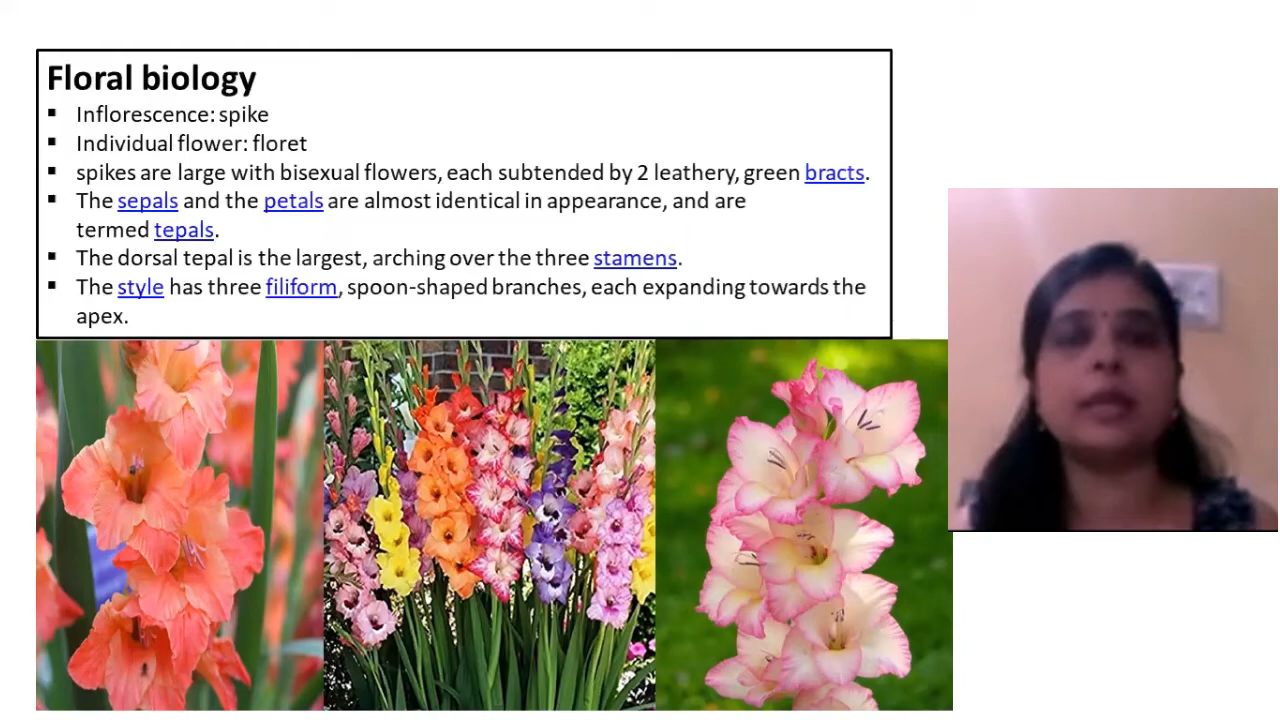 Floral biology
▪ Inflorescence: spike
▪ Individual flower: floret
▪ spikes are large with bisexual flowers, each subtended by 2 leathery, green bracts.
▪ The sepals and the petals are almost identical in appearance, and are
termed tepals.
▪ The dorsal tepal is the largest, arching over the three stamens.
▪ The style has three filiform, spoon-shaped branches, each expanding towards the
apex.